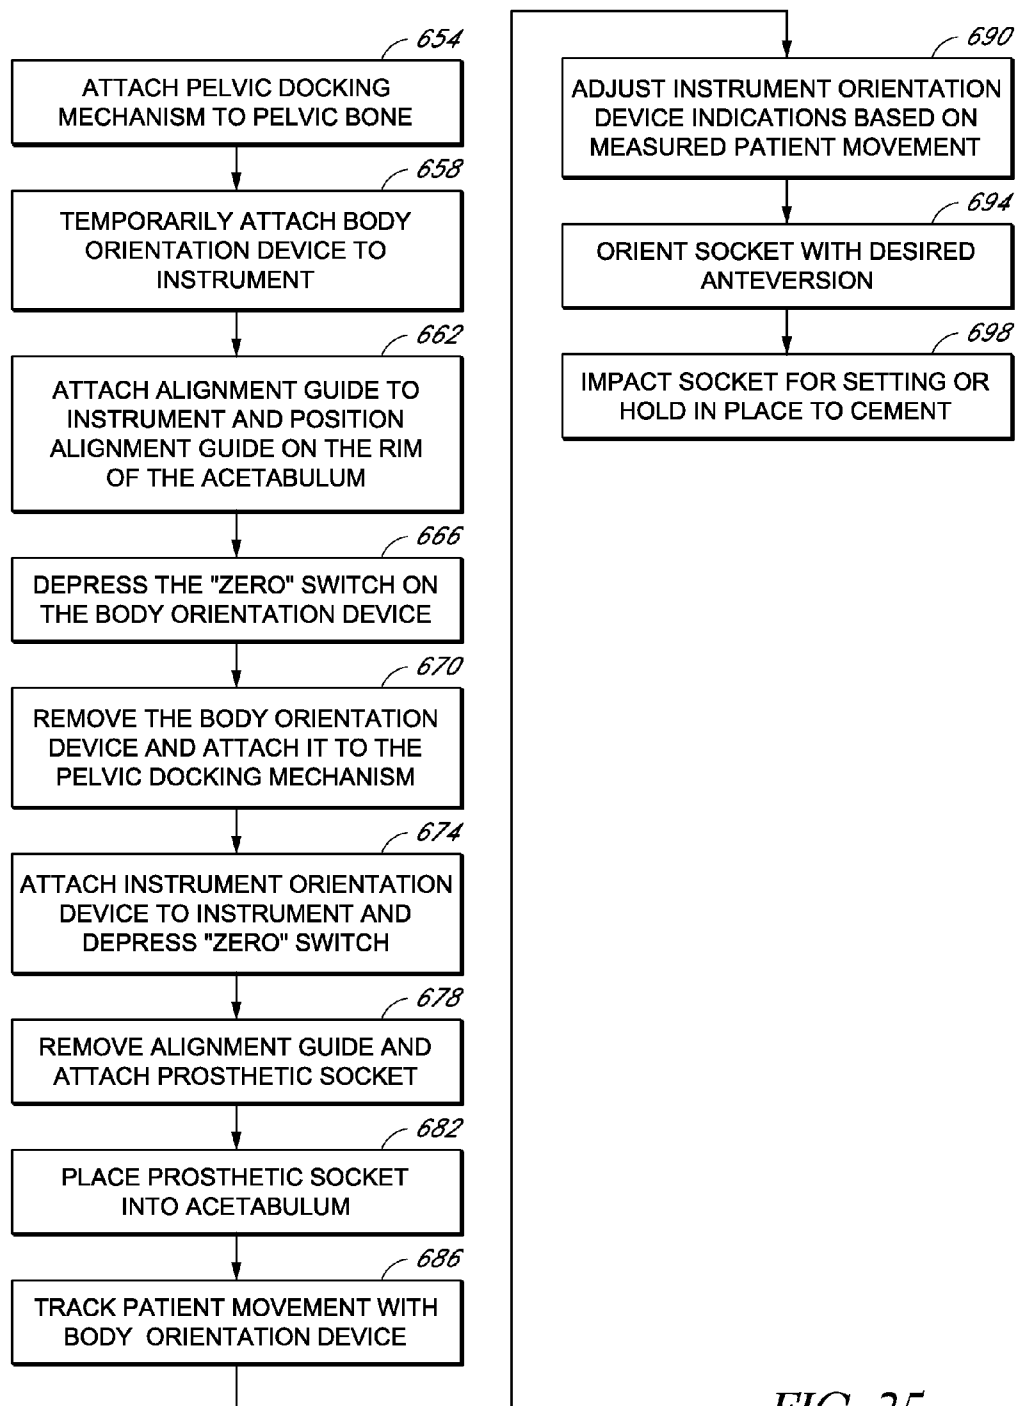 654
ATTACH PELVIC DOCKING
MECHANISM TO PELVIC BONE
658
TEMPORARILY ATTACH BODY
ORIENTATION DEVICE TO
INSTRUMENT
662
ATTACH ALIGNMENT GUIDE TO
INSTRUMENT AND POSITION
ALIGNMENT GUIDE ON THE RIM
OF THE ACETABULUM
666
DEPRESS THE "ZERO" SWITCH ON
THE BODY ORIENTATION DEVICE
670
REMOVE THE BODY ORIENTATION
DEVICE AND ATTACH IT TO THE
PELVIC DOCKING MECHANISM
674
ATTACH INSTRUMENT ORIENTATION
DEVICE TO INSTRUMENT AND
DEPRESS "ZERO" SWITCH
678
REMOVE ALIGNMENT GUIDE AND
ATTACH PROSTHETIC SOCKET
682
PLACE PROSTHETIC SOCKET
INTO ACETABULUM
686
TRACK PATIENT MOVEMENT WITH
BODY ORIENTATION DEVICE
690
ADJUST INSTRUMENT ORIENTATION
DEVICE INDICATIONS BASED ON
MEASURED PATIENT MOVEMENT
694
ORIENT SOCKET WITH DESIRED
ANTEVERSION
698
IMPACT SOCKET FOR SETTING OR
HOLD IN PLACE TO CEMENT
FIG. 25